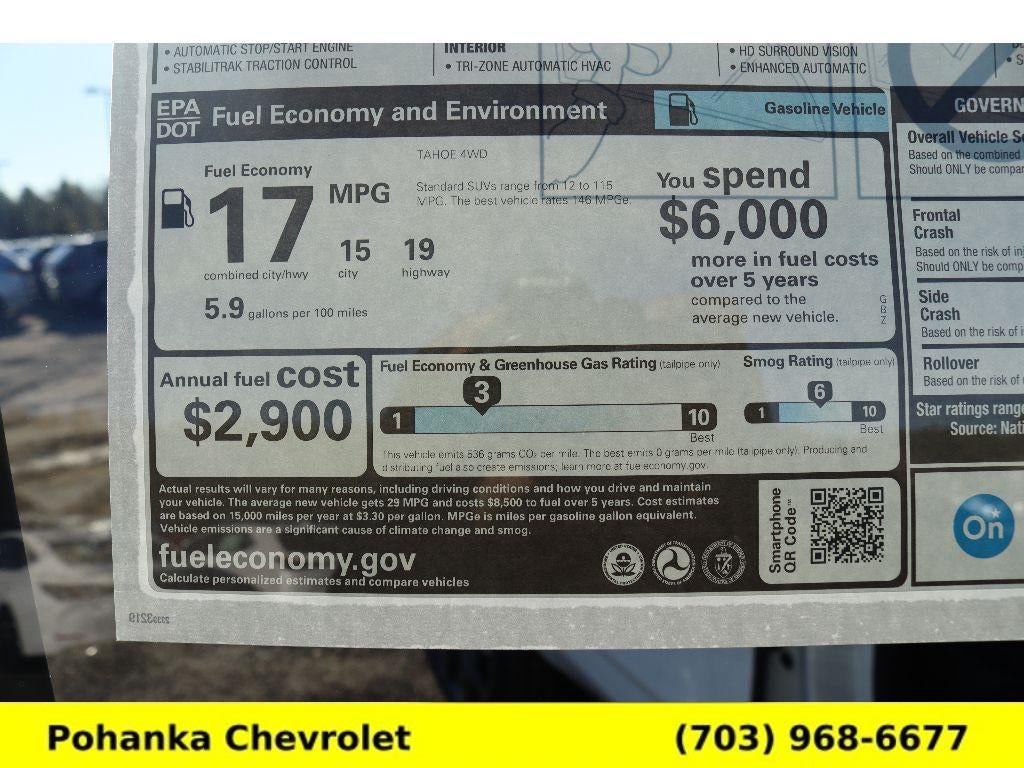 • AUTOMATIC STOP/START ENGINE
• STABILITRAK TRACTION CONTROL
INTERIOR
• TRI-ZONE AUTOMATIC HVAC
• HD SURROUND VISION
• ENHANCED AUTOMATIC
EPA
DOT
Fuel Economy and Environment
Gasoline Vehicle
Fuel Economy
17 MPG
combined city/hwy
15
city
19
highway
5.9 gallons per 100 miles
TAHOE 4WD
Standard SUVs range from 12 to 115
MPG. The best vehicle rates 146 MPGe.
You spend
$6,000
more in fuel costs
over 5 years
compared to the
average new vehicle.
G
B
Z
Annual fuel cost
$2,900
Fuel Economy & Greenhouse Gas Rating (tailpipe only)
3
1
10
Best
Smog Rating (tailpipe only)
6
1
10
Best
This vehicle emits 536 grams CO₂ per mile. The best emits 0 grams per mile (tailpipe only). Producing and
distributing fuel also create emissions; learn more at fueleconomy.gov.
Actual results will vary for many reasons, including driving conditions and how you drive and maintain
your vehicle. The average new vehicle gets 29 MPG and costs $8,500 to fuel over 5 years. Cost estimates
are based on 15,000 miles per year at $3.30 per gallon. MPGe is miles per gasoline gallon equivalent.
Vehicle emissions are a significant cause of climate change and smog.
fueleconomy.gov
Calculate personalized estimates and compare vehicles
Smartphone
QR Code™
GOVERN
Overall Vehicle Sc
Based on the combined
Should ONLY be compar
Frontal
Crash
Based on the risk of inj
Should ONLY be comp
Side
Crash
Based on the risk of i
Rollover
Based on the risk of
Star ratings range
Source: Nati
On
Pohanka Chevrolet
(703) 968-6677